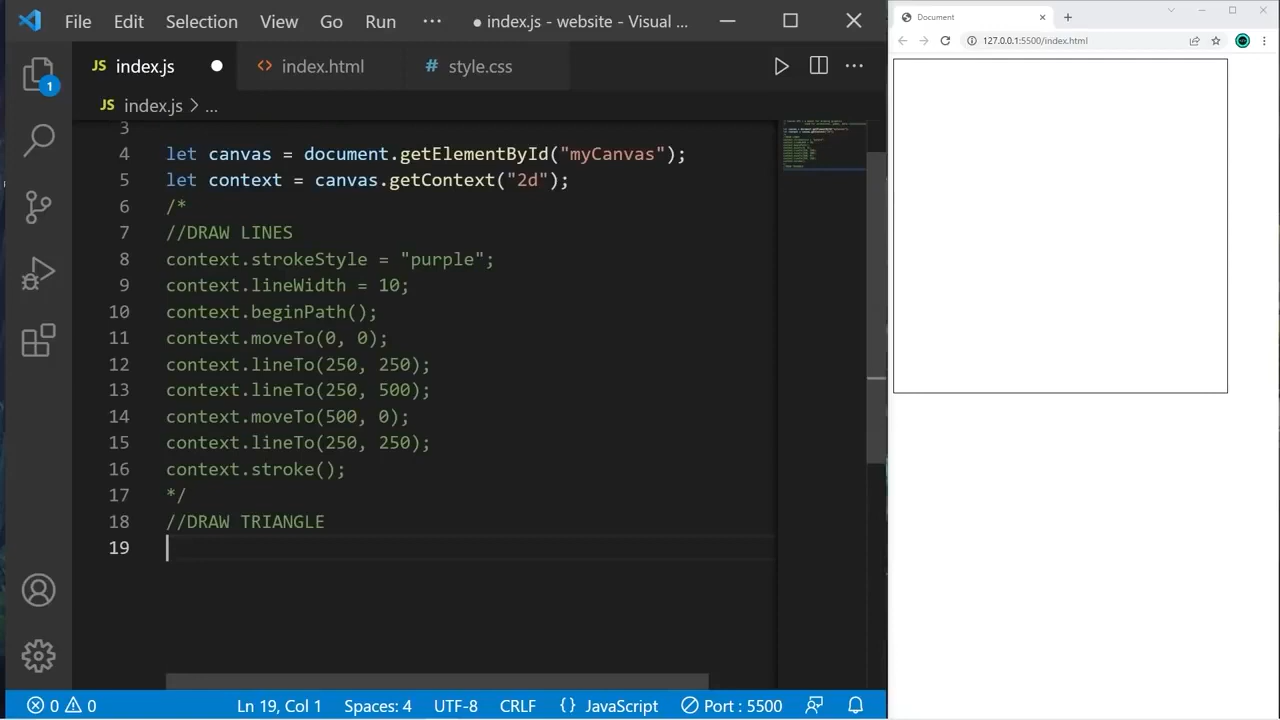 File Edit Selection View Go Run ··· ● index.js - website - Visual ...
JS index.js ● <> index.html # style.css
JS index.js > ...
3
4 let canvas = document.getElementById("myCanvas");
5 let context = canvas.getContext("2d");
6 /*
7 //DRAW LINES
8 context.strokeStyle = "purple";
9 context.lineWidth = 10;
10 context.beginPath();
11 context.moveTo(0, 0);
12 context.lineTo(250, 250);
13 context.lineTo(250, 500);
14 context.moveTo(500, 0);
15 context.lineTo(250, 250);
16 context.stroke();
17 */
18 //DRAW TRIANGLE
19
1
0 0 Ln 19, Col 1 Spaces: 4 UTF-8 CRLF {} JavaScript Port : 5500
Document
127.0.0.1:5500/index.html